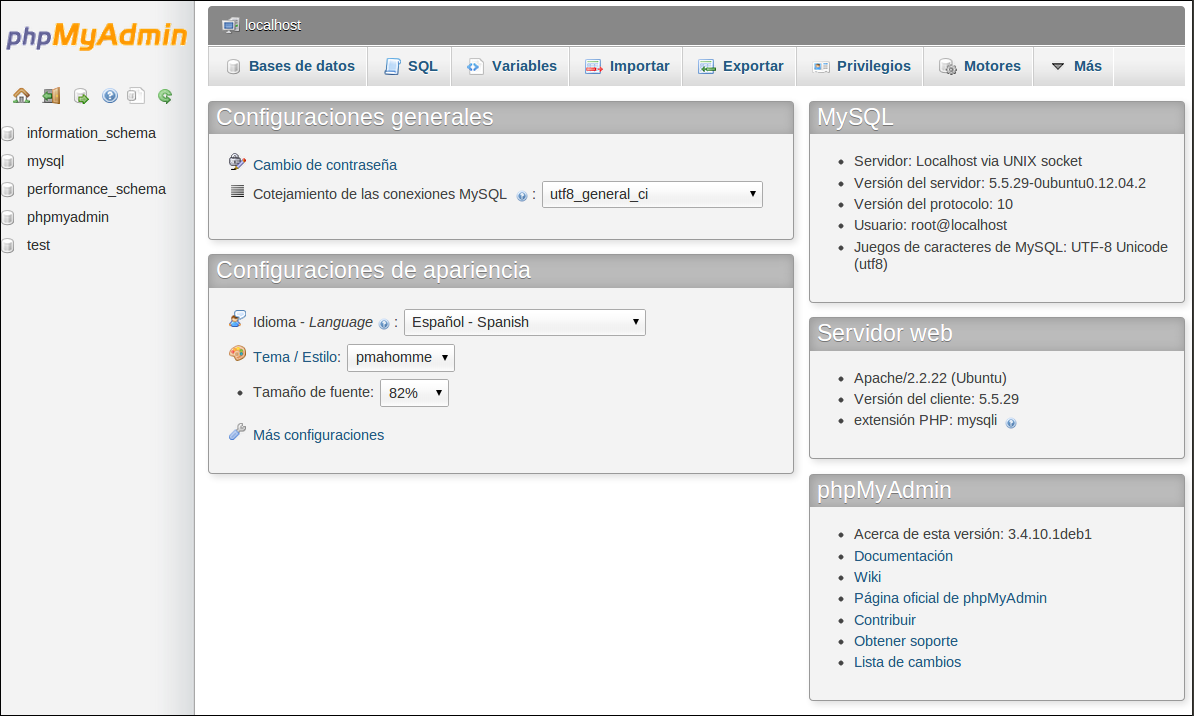 phpMyAdmin
information_schema
mysql
performance_schema
phpmyadmin
test
localhost
Bases de datos SQL Variables Importar Exportar Privilegios Motores Más
Configuraciones generales
Cambio de contraseña
Cotejamiento de las conexiones MySQL : utf8_general_ci
Configuraciones de apariencia
Idioma - Language : Español - Spanish
Tema / Estilo: pmahomme
Tamaño de fuente: 82%
Más configuraciones
MySQL
Servidor: Localhost via UNIX socket
Versión del servidor: 5.5.29-0ubuntu0.12.04.2
Versión del protocolo: 10
Usuario: root@localhost
Juegos de caracteres de MySQL: UTF-8 Unicode
(utf8)
Servidor web
Apache/2.2.22 (Ubuntu)
Versión del cliente: 5.5.29
extensión PHP: mysqli
phpMyAdmin
Acerca de esta versión: 3.4.10.1deb1
Documentación
Wiki
Página oficial de phpMyAdmin
Contribuir
Obtener soporte
Lista de cambios